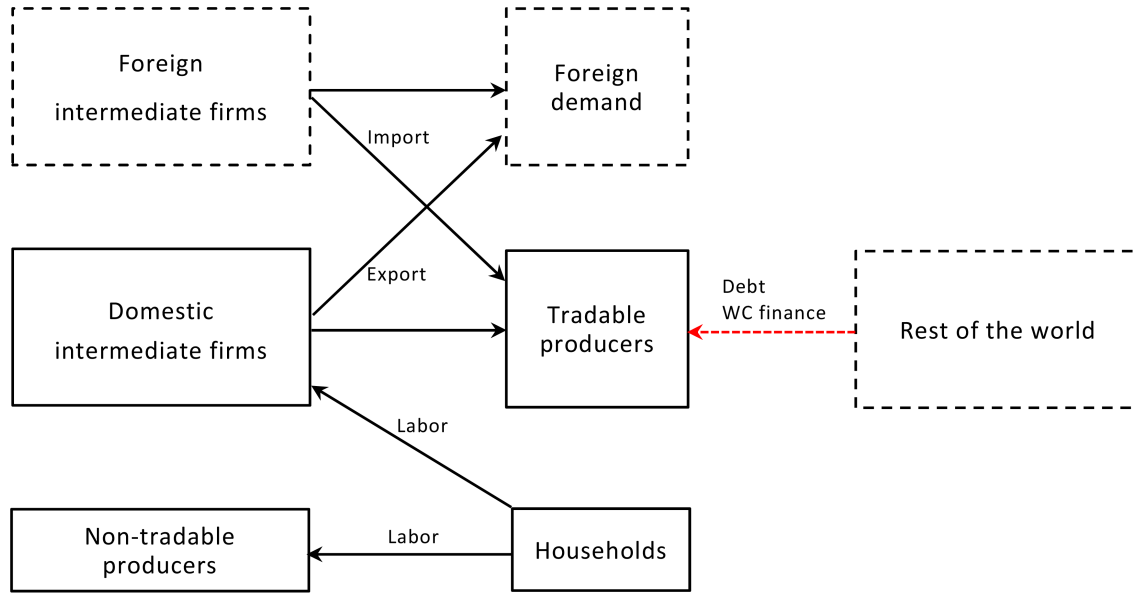 Foreign
intermediate firms
Foreign
demand
Import
Export
Domestic
intermediate firms
Tradable
producers
Debt
WC finance
Rest of the world
Labor
Non-tradable
producers
Labor
Households